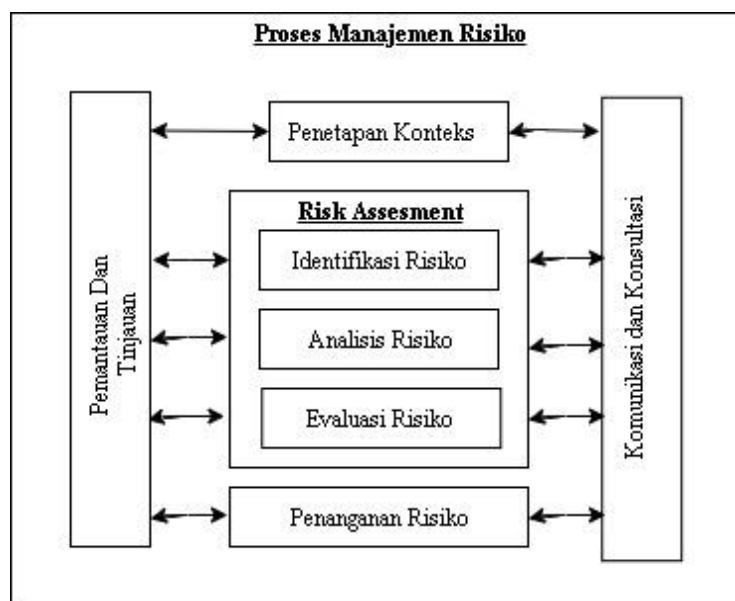 Proses Manajemen Risiko
Penetapan Konteks
Risk Assesment
Identifikasi Risiko
Analisis Risiko
Evaluasi Risiko
Penanganan Risiko
Pemantauan Dan
Tinjauan
Komunikasi dan Konsultasi